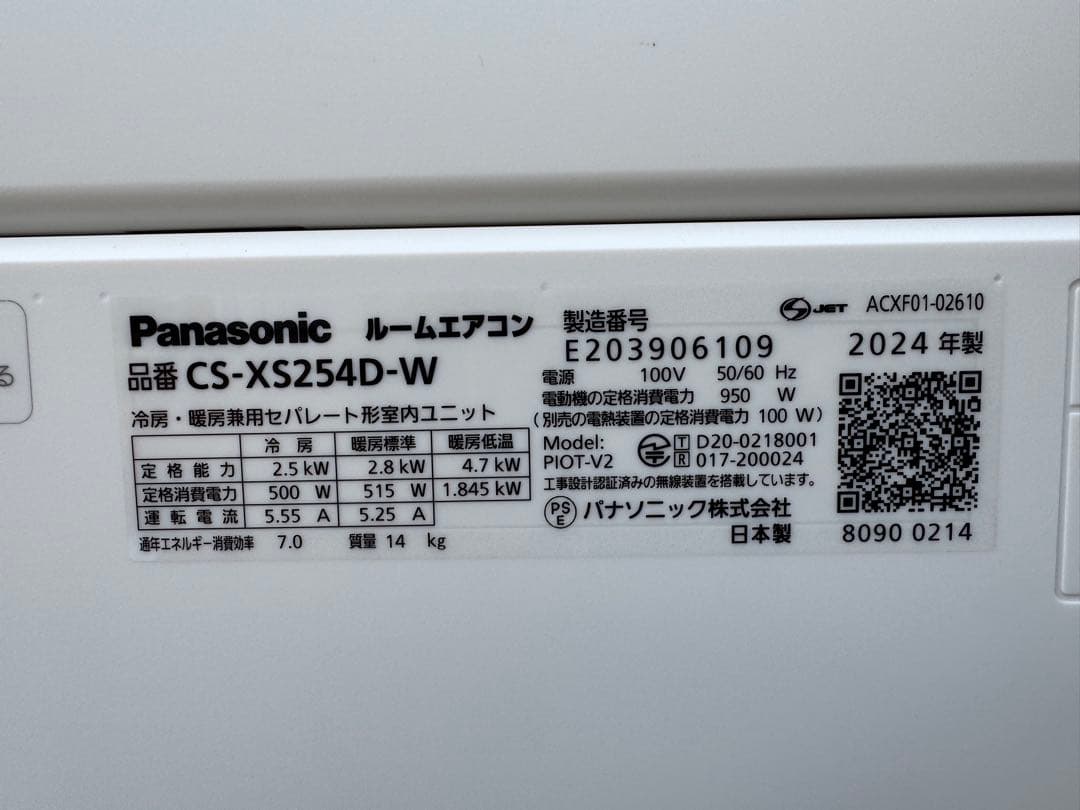 Panasonic ルームエアコン
品番 CS-XS254D-W
冷房・暖房兼用セパレート形室内ユニット
冷房 暖房標準 暖房低温
定格能力 2.5 kW 2.8 kW 4.7 kW
定格消費電力 500 W 515 W 1.845 kW
運転電流 5.55 A 5.25 A
通年エネルギー消費効率 7.0 質量 14 kg
製造番号
E203906109
電源 100V 50/60 Hz
電動機の定格消費電力 950 W
(別売の電熱装置の定格消費電力 100 W)
Model:
PIOT-V2
T D20-0218001
R 017-200024
工事設計認証済みの無線装置を搭載しています。
PS
E
パナソニック株式会社
日本製
S JET ACXF01-02610
2024 年製
8090 0214
る